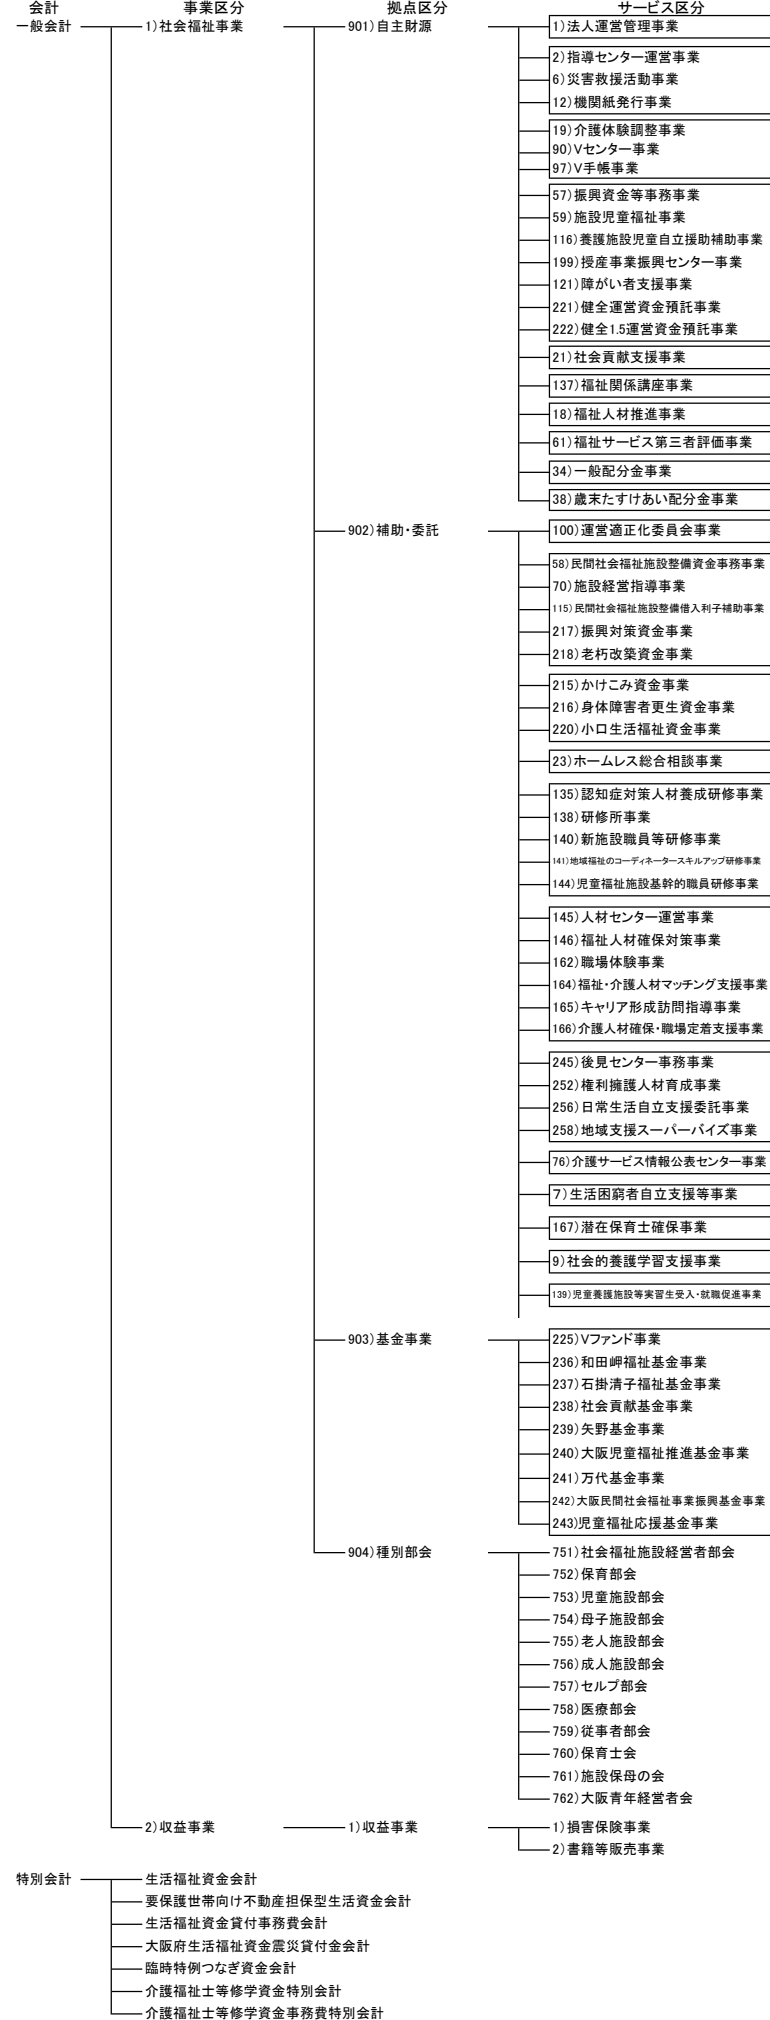 会計 事業区分 拠点区分 サービス区分
一般会計 1)社会福祉事業 901)自主財源 1)法人運営管理事業
2)指導センター運営事業
6)災害救援活動事業
12)機関紙発行事業
19)介護体験調整事業
90)Vセンター事業
97)V手帳事業
57)振興資金等事務事業
59)施設児童福祉事業
116)養護施設児童自立援助補助事業
199)授産事業振興センター事業
121)障がい者支援事業
221)健全運営資金預託事業
222)健全1.5運営資金預託事業
21)社会貢献支援事業
137)福祉関係講座事業
18)福祉人材推進事業
61)福祉サービス第三者評価事業
34)一般配分金事業
38)歳末たすけあい配分金事業
902)補助・委託 100)運営適正化委員会事業
58)民間社会福祉施設整備資金事務事業
70)施設経営指導事業
115)民間社会福祉施設整備借入利子補助事業
217)振興対策資金事業
218)老朽改築資金事業
215)かけこみ資金事業
216)身体障害者更生資金事業
220)小口生活福祉資金事業
23)ホームレス総合相談事業
135)認知症対策人材養成研修事業
138)研修所事業
140)新施設職員等研修事業
141)地域福祉のコーディネータースキルアップ研修事業
144)児童福祉施設基幹的職員研修事業
145)人材センター運営事業
146)福祉人材確保対策事業
162)職場体験事業
164)福祉・介護人材マッチング支援事業
165)キャリア形成訪問指導事業
166)介護人材確保・職場定着支援事業
245)後見センター事務事業
252)権利擁護人材育成事業
256)日常生活自立支援委託事業
258)地域支援スーパーバイズ事業
76)介護サービス情報公表センター事業
7)生活困窮者自立支援等事業
167)潜在保育士確保事業
9)社会的養護学習支援事業
139)児童養護施設等実習生受入・就職促進事業
903)基金事業 225)Vファンド事業
236)和田岬福祉基金事業
237)石掛清子福祉基金事業
238)社会貢献基金事業
239)矢野基金事業
240)大阪児童福祉推進基金事業
241)万代基金事業
242)大阪民間社会福祉事業振興基金事業
243)児童福祉応援基金事業
904)種別部会 751)社会福祉施設経営者部会
752)保育部会
753)児童施設部会
754)母子施設部会
755)老人施設部会
756)成人施設部会
757)セルプ部会
758)医療部会
759)従事者部会
760)保育士会
761)施設保母の会
762)大阪青年経営者会
2)収益事業 1)収益事業 1)損害保険事業
2)書籍等販売事業
特別会計 生活福祉資金会計
要保護世帯向け不動産担保型生活資金会計
生活福祉資金貸付事務費会計
大阪府生活福祉資金震災貸付金会計
臨時特例つなぎ資金会計
介護福祉士等修学資金特別会計
介護福祉士等修学資金事務費特別会計